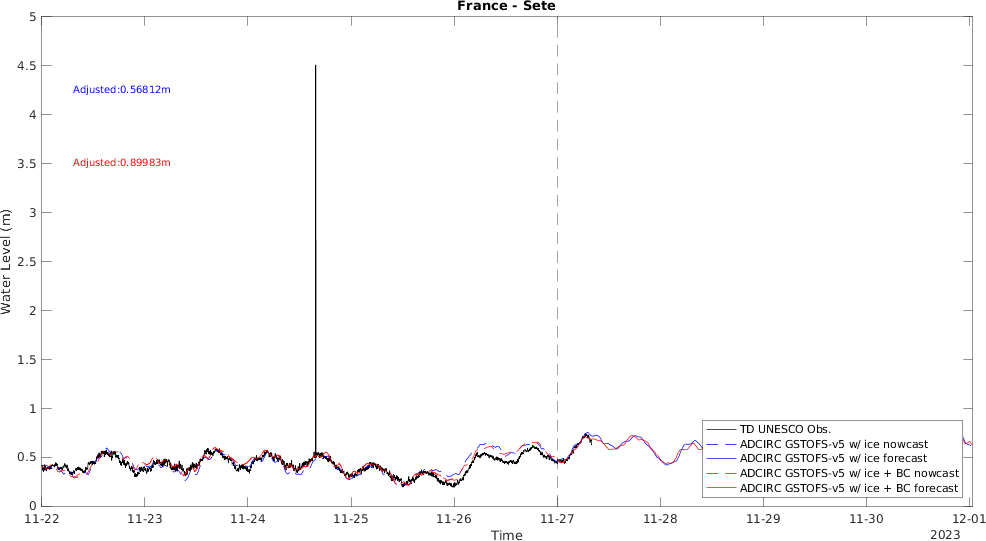 France - Sete
5
4.5
4
3.5
3
2.5
2
1.5
1
0.5
0
Water Level (m)
Adjusted:0.56812m
Adjusted:0.89983m
TD UNESCO Obs.
ADCIRC GSTOFS-v5 w/ ice nowcast
ADCIRC GSTOFS-v5 w/ ice forecast
ADCIRC GSTOFS-v5 w/ ice + BC nowcast
ADCIRC GSTOFS-v5 w/ ice + BC forecast
11-22 11-23 11-24 11-25 11-26 11-27 11-28 11-29 11-30 12-01
Time
2023